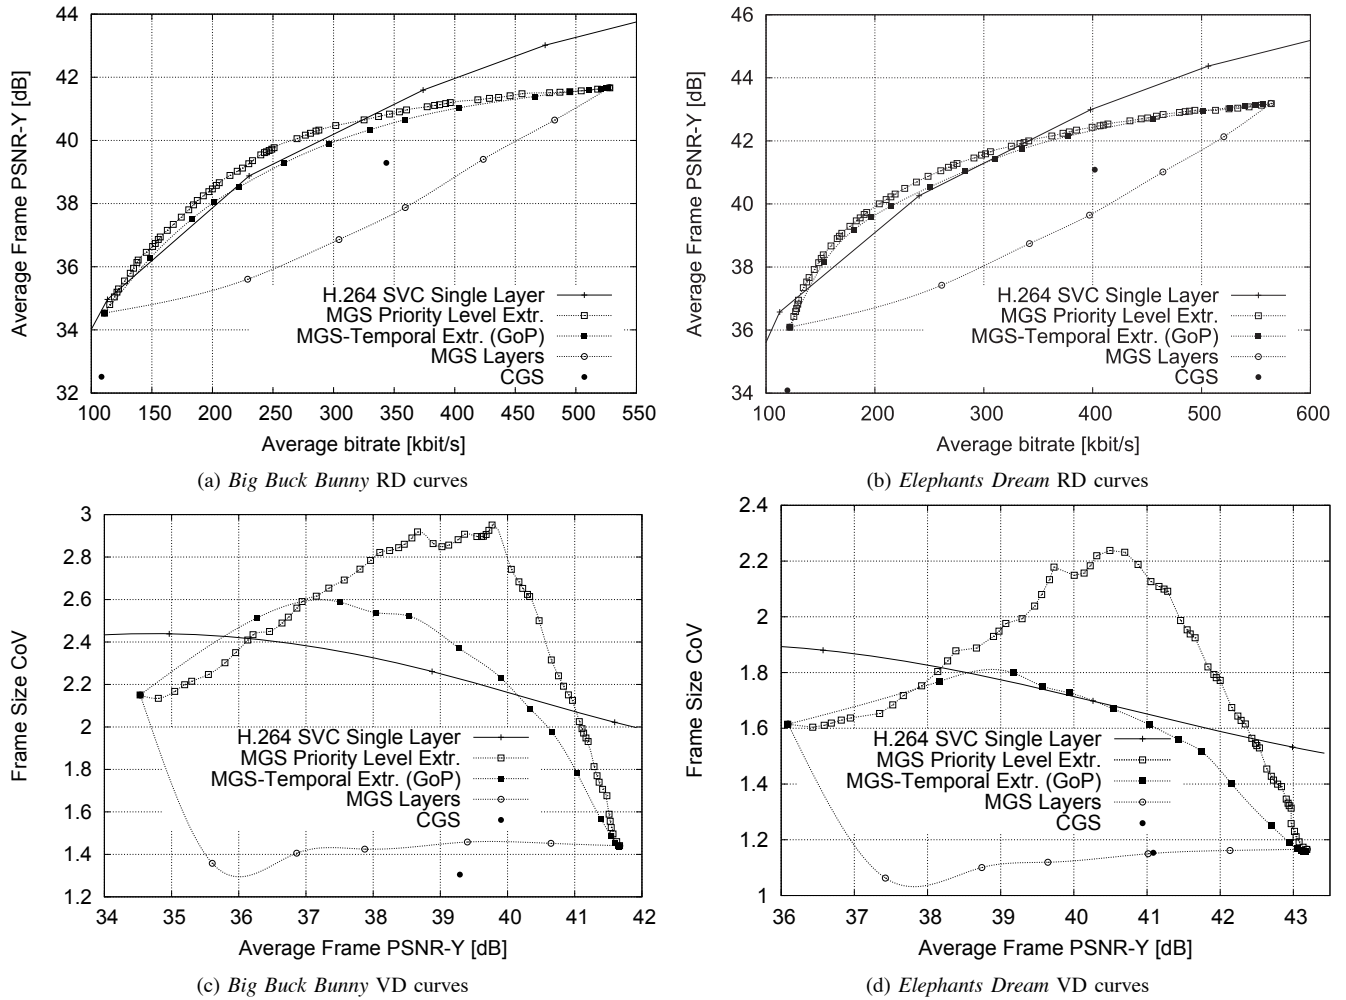 44
42
40
38
36
34
32
Average Frame PSNR-Y [dB]
H.264 SVC Single Layer
MGS Priority Level Extr.
MGS-Temporal Extr. (GoP)
MGS Layers
CGS
100 150 200 250 300 350 400 450 500 550
Average bitrate [kbit/s]
(a) Big Buck Bunny RD curves
46
44
42
40
38
36
34
Average Frame PSNR-Y [dB]
H.264 SVC Single Layer
MGS Priority Level Extr.
MGS-Temporal Extr. (GoP)
MGS Layers
CGS
100 200 300 400 500 600
Average bitrate [kbit/s]
(b) Elephants Dream RD curves
3
2.8
2.6
2.4
2.2
2
1.8
1.6
1.4
1.2
Frame Size CoV
H.264 SVC Single Layer
MGS Priority Level Extr.
MGS-Temporal Extr. (GoP)
MGS Layers
CGS
34 35 36 37 38 39 40 41 42
Average Frame PSNR-Y [dB]
(c) Big Buck Bunny VD curves
2.4
2.2
2
1.8
1.6
1.4
1.2
1
Frame Size CoV
H.264 SVC Single Layer
MGS Priority Level Extr.
MGS-Temporal Extr. (GoP)
MGS Layers
CGS
36 37 38 39 40 41 42 43
Average Frame PSNR-Y [dB]
(d) Elephants Dream VD curves